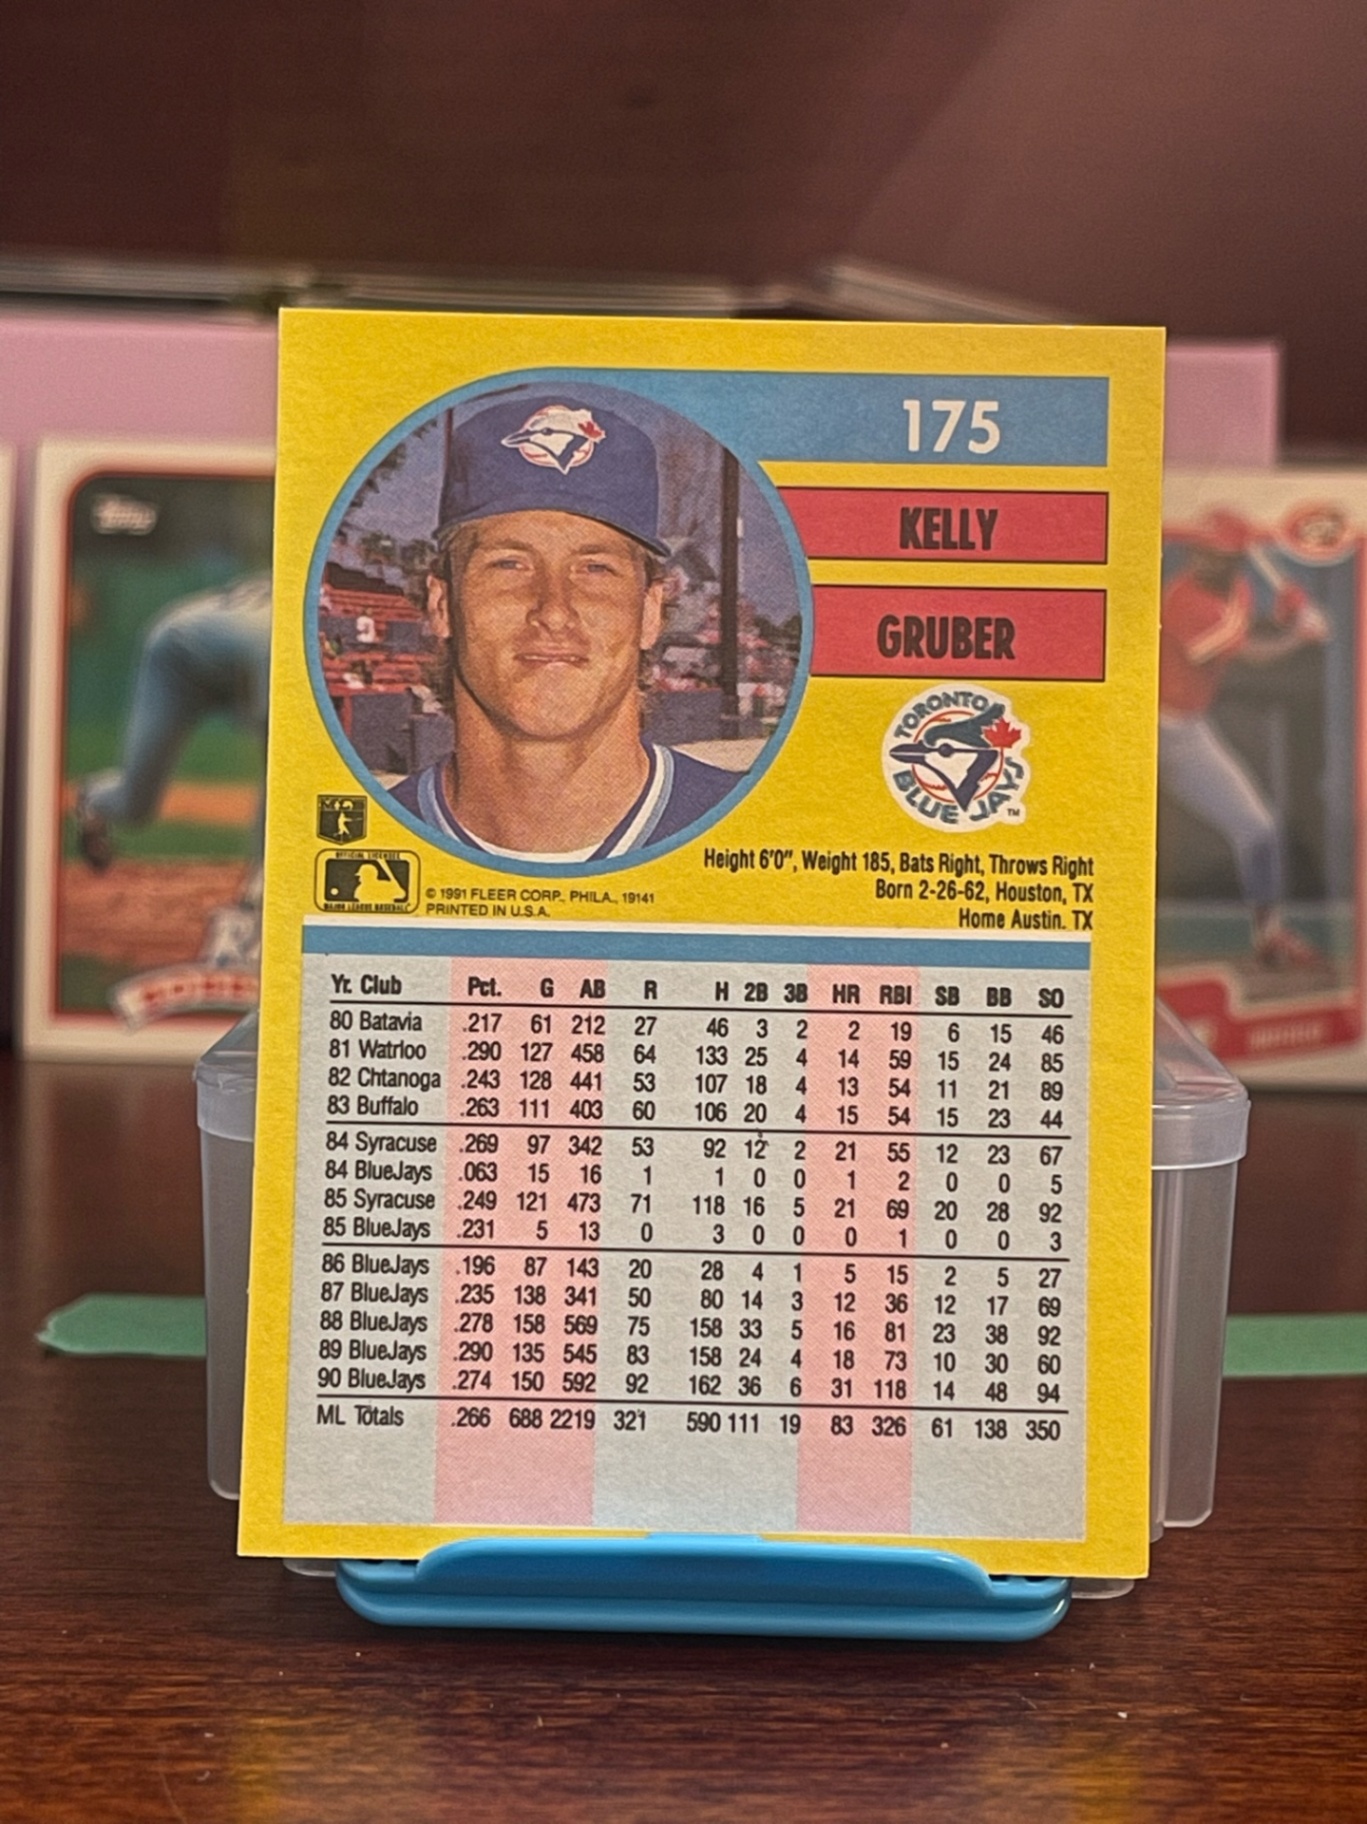 175
KELLY
GRUBER
TORONTO
BLUE JAYS
TM
Height 6'0", Weight 185, Bats Right, Throws Right
Born 2-26-62, Houston, TX
Home Austin, TX
OFFICIAL LICENSEE
MAJOR LEAGUE BASEBALL
© 1991 FLEER CORP., PHILA., 19141
PRINTED IN U.S.A.
Yr. Club Pct. G AB R H 2B 3B HR RBI SB BB SO
80 Batavia .217 61 212 27 46 3 2 2 19 6 15 46
81 Watrloo .290 127 458 64 133 25 4 14 59 15 24 85
82 Chtanoga .243 128 441 53 107 18 4 13 54 11 21 89
83 Buffalo .263 111 403 60 106 20 4 15 54 15 23 44
84 Syracuse .269 97 342 53 92 12 2 21 55 12 23 67
84 BlueJays .063 15 16 1 1 0 0 1 2 0 0 5
85 Syracuse .249 121 473 71 118 16 5 21 69 20 28 92
85 BlueJays .231 5 13 0 3 0 0 0 1 0 0 3
86 BlueJays .196 87 143 20 28 4 1 5 15 2 5 27
87 BlueJays .235 138 341 50 80 14 3 12 36 12 17 69
88 BlueJays .278 158 569 75 158 33 5 16 81 23 38 92
89 BlueJays .290 135 545 83 158 24 4 18 73 10 30 60
90 BlueJays .274 150 592 92 162 36 6 31 118 14 48 94
ML Totals .266 688 2219 321 590 111 19 83 326 61 138 350
Topps